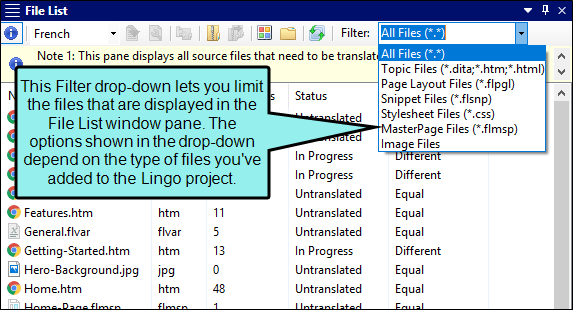 File List
French
Filter: All Files (*.*)
Note 1: This pane displays all source files that need to be
All Files (*.*)
Topic Files (*.dita;*.htm;*.html)
Page Layout Files (*.flpgl)
Snippet Files (*.flsnp)
Stylesheet Files (*.css)
MasterPage Files (*.flmsp)
Image Files
This Filter drop-down lets you limit
the files that are displayed in the
File List window pane. The
options shown in the drop-down
depend on the type of files you've
added to the Lingo project.
Status
Untranslated
In Progress Different
In Progress Different
Untranslated Equal
Features.htm htm 11 Untranslated Equal
General.flvar flvar 5 Untranslated Equal
Getting-Started.htm htm 13 In Progress Different
Hero-Background.jpg jpg 0 Untranslated Equal
Home.htm htm 48 Untranslated Equal
Home-Page.flmsp flmsp 1 Untranslated Equal